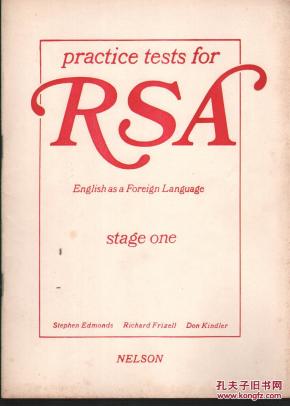 practice tests for
RSA
English as a Foreign Language
stage one
Stephen Edmonds Richard Frizell Don Kindler
NELSON
孔夫子旧书网
www.kongfz.com